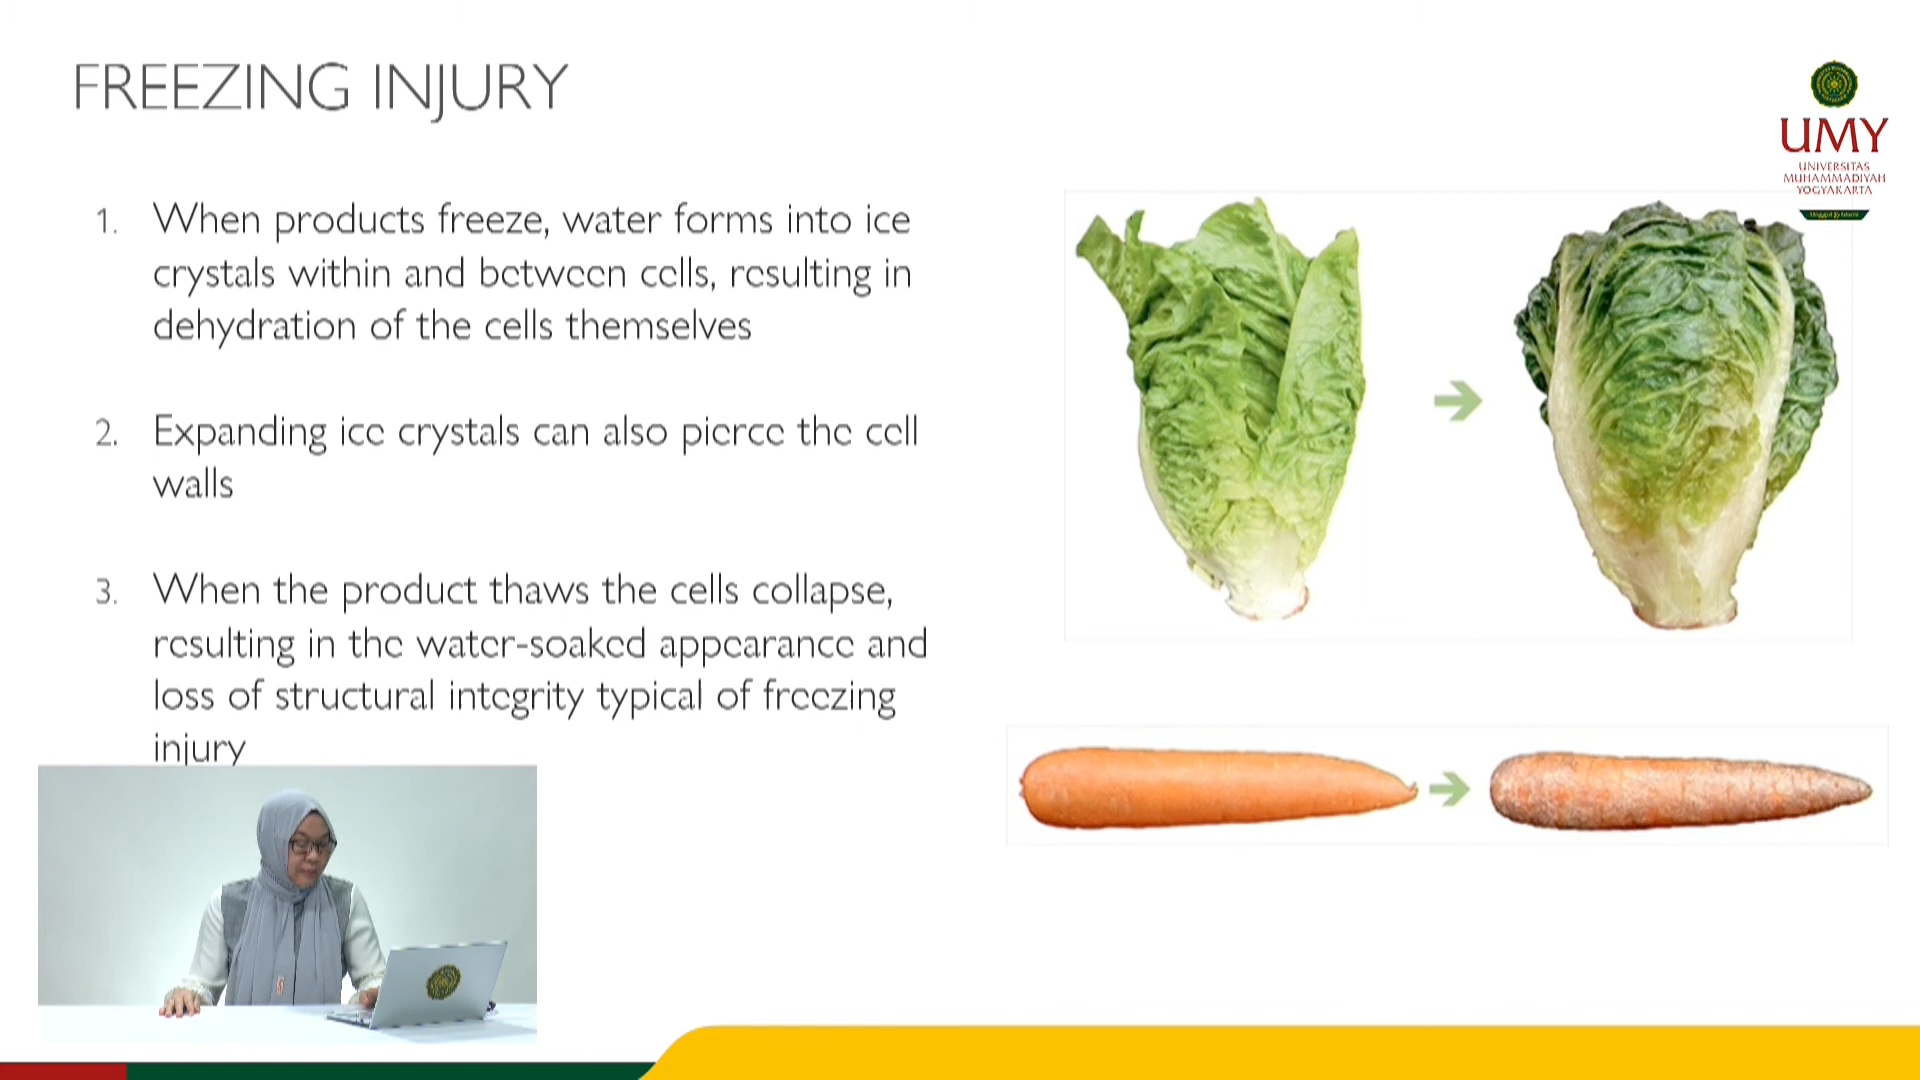 FREEZING INJURY
1. When products freeze, water forms into ice
crystals within and between cells, resulting in
dehydration of the cells themselves
2. Expanding ice crystals can also pierce the cell
walls
3. When the product thaws the cells collapse,
resulting in the water-soaked appearance and
loss of structural integrity typical of freezing
injury
UMY
UNIVERSITAS
MUHAMMADIYAH
YOGYAKARTA